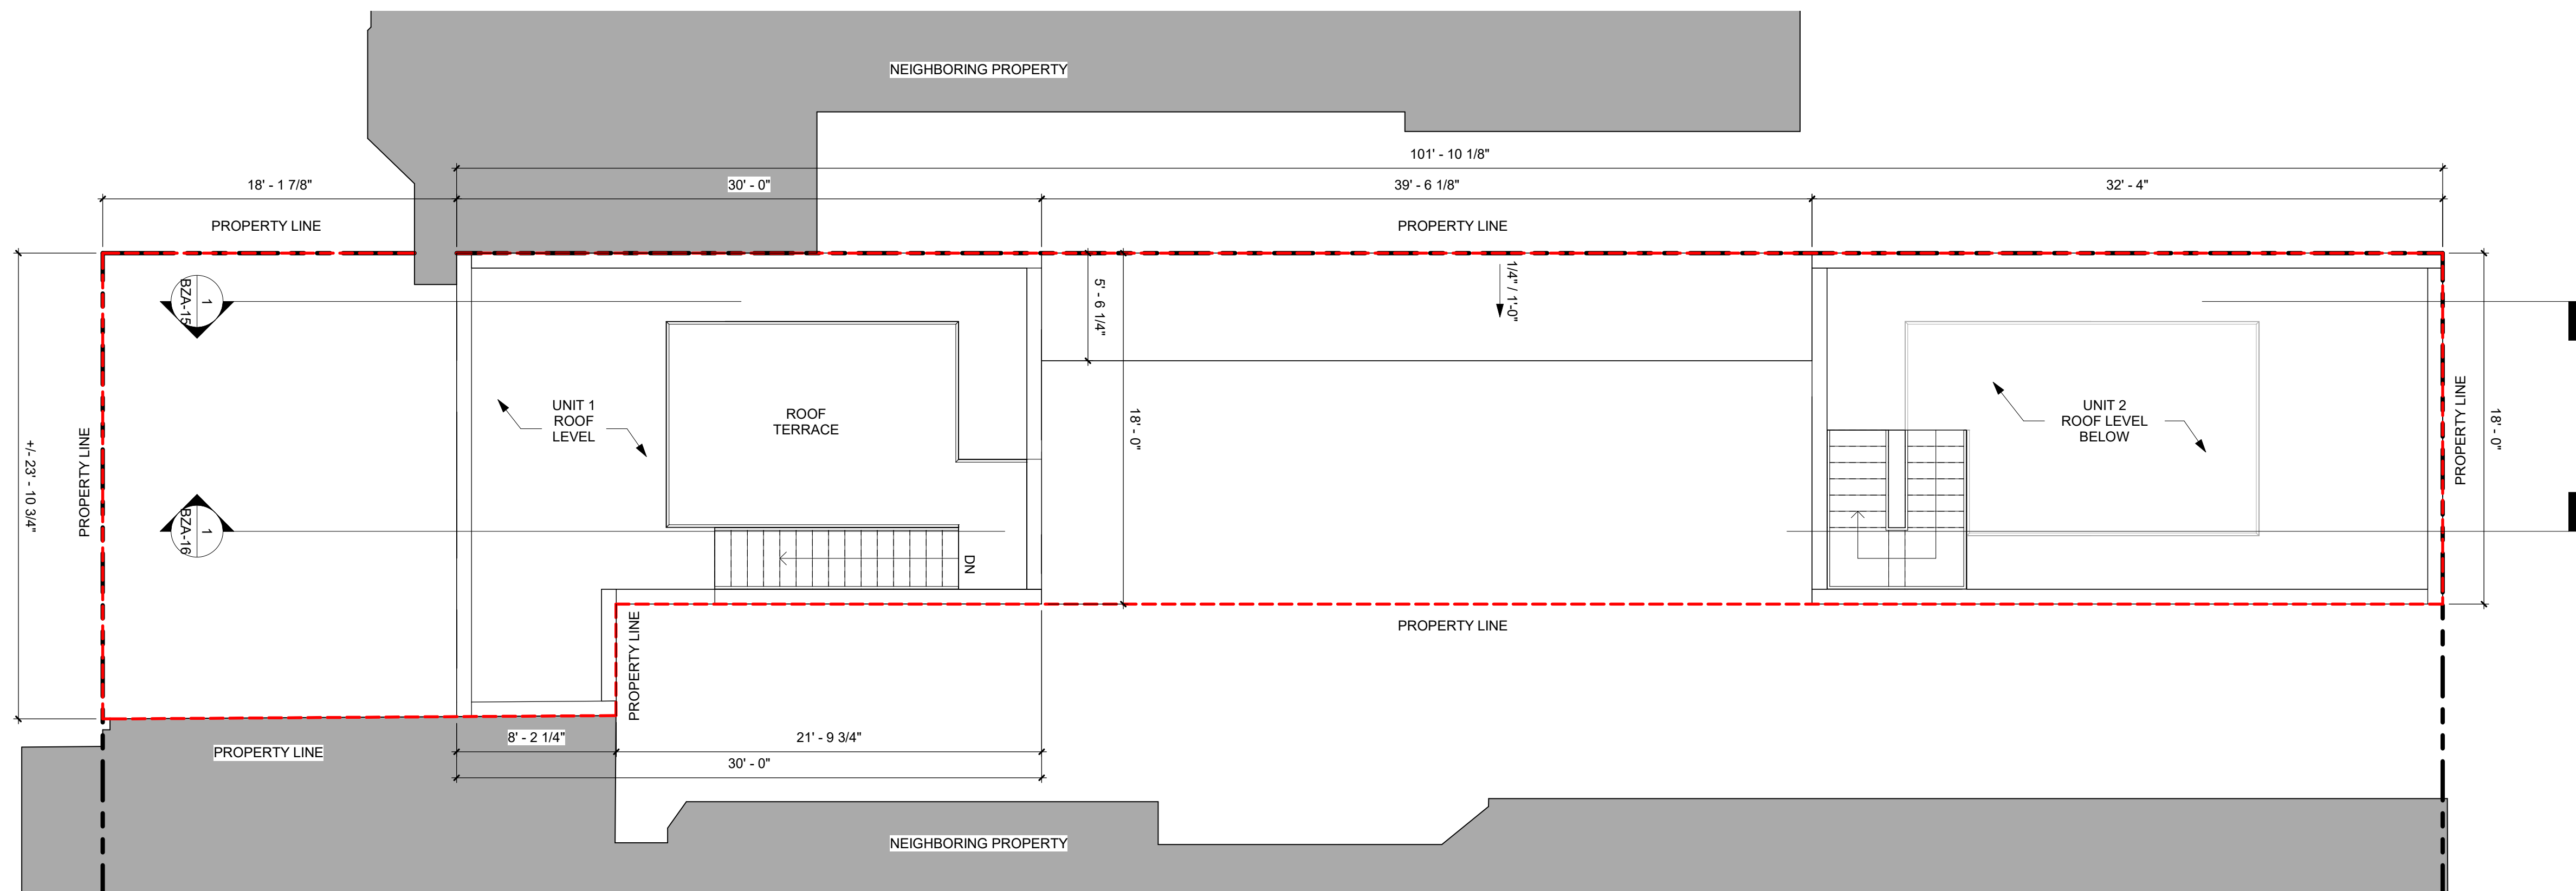 NEIGHBORING PROPERTY
101' - 10 1/8"
18' - 1 7/8"
30' - 0"
39' - 6 1/8"
32' - 4"
PROPERTY LINE
PROPERTY LINE
1
BZA-15
5' - 6 1/4"
1/4" / 1'-0"
+/- 23' - 10 3/4"
PROPERTY LINE
UNIT 1
ROOF
LEVEL
ROOF
TERRACE
18' - 0"
UNIT 2
ROOF LEVEL
BELOW
PROPERTY LINE
18' - 0"
1
BZA-16
DN
PROPERTY LINE
PROPERTY LINE
8' - 2 1/4"
21' - 9 3/4"
PROPERTY LINE
30' - 0"
NEIGHBORING PROPERTY